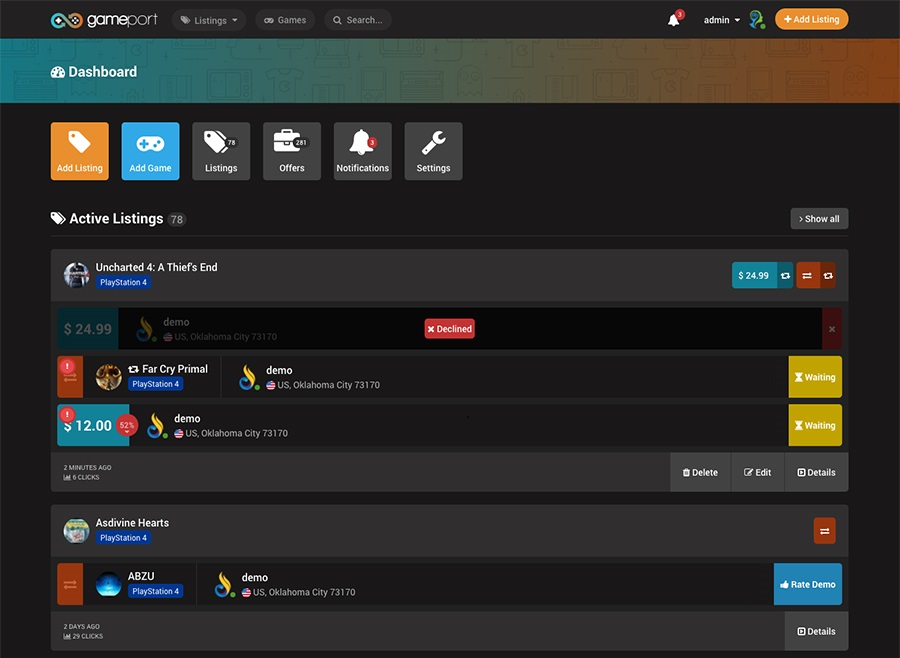 gameport Listings Games Search... 3 admin + Add Listing
Dashboard
Add Listing Add Game Listings 78 Offers 281 Notifications 3 Settings
Active Listings 78 › Show all
Uncharted 4: A Thief's End
PlayStation 4
$ 24.99
$ 24.99 demo
US, Oklahoma City 73170
× Declined ×
! Far Cry Primal
PlayStation 4
demo
US, Oklahoma City 73170
Waiting
! $ 12.00 52% demo
US, Oklahoma City 73170
Waiting
2 MINUTES AGO
6 CLICKS
Delete Edit Details
Asdivine Hearts
PlayStation 4
ABZU
PlayStation 4
demo
US, Oklahoma City 73170
Rate Demo
2 DAYS AGO
29 CLICKS
Details